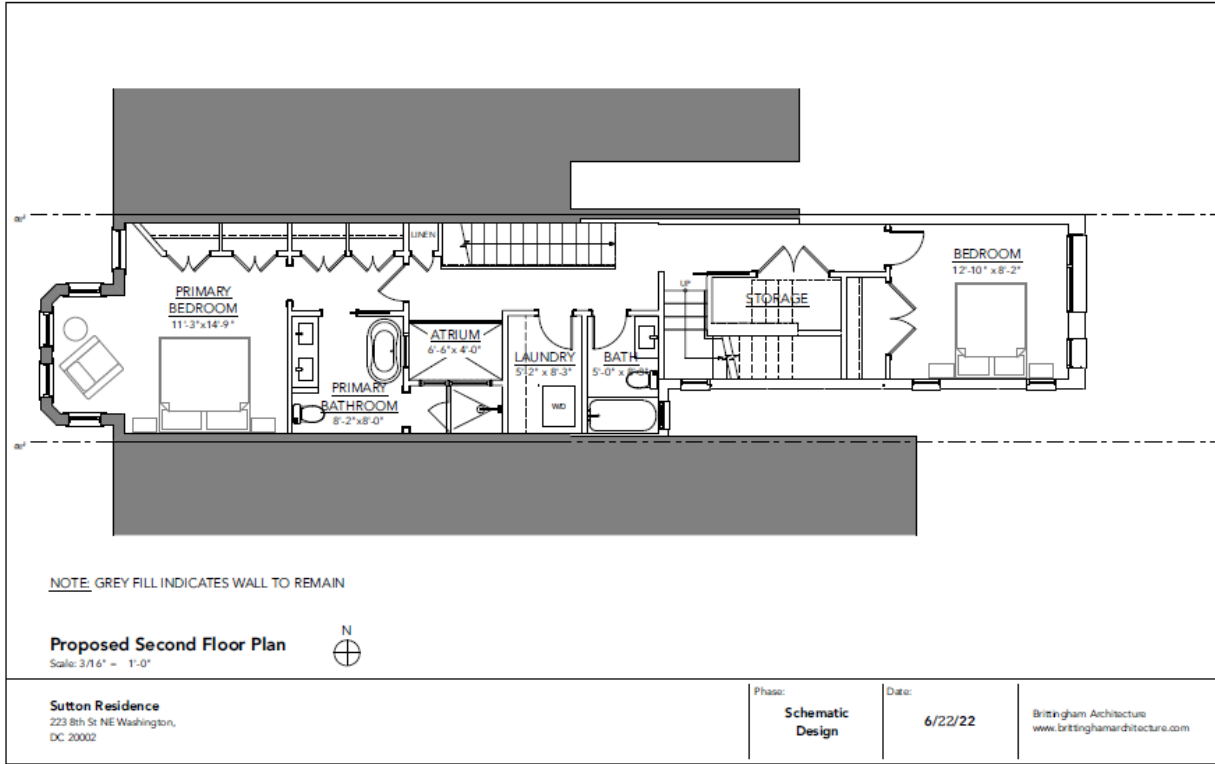 LINEN
PRIMARY
BEDROOM
11'-3"x14'-9"
BEDROOM
12'-10" x 8'-2"
UP
STORAGE
ATRIUM
6'-6"x 4'-0"
LAUNDRY
5'-2" x 8'-3"
BATH
5'-0" x
PRIMARY
BATHROOM
8'-2"x8'-0"
W/D
NOTE: GREY FILL INDICATES WALL TO REMAIN
Proposed Second Floor Plan
N
Scale: 3/16" = 1'-0"
Sutton Residence
223 8th St NE Washington,
DC 20002
Phase:
Schematic
Design
Date:
6/22/22
Brittingham Architecture
www.brittinghamarchitecture.com